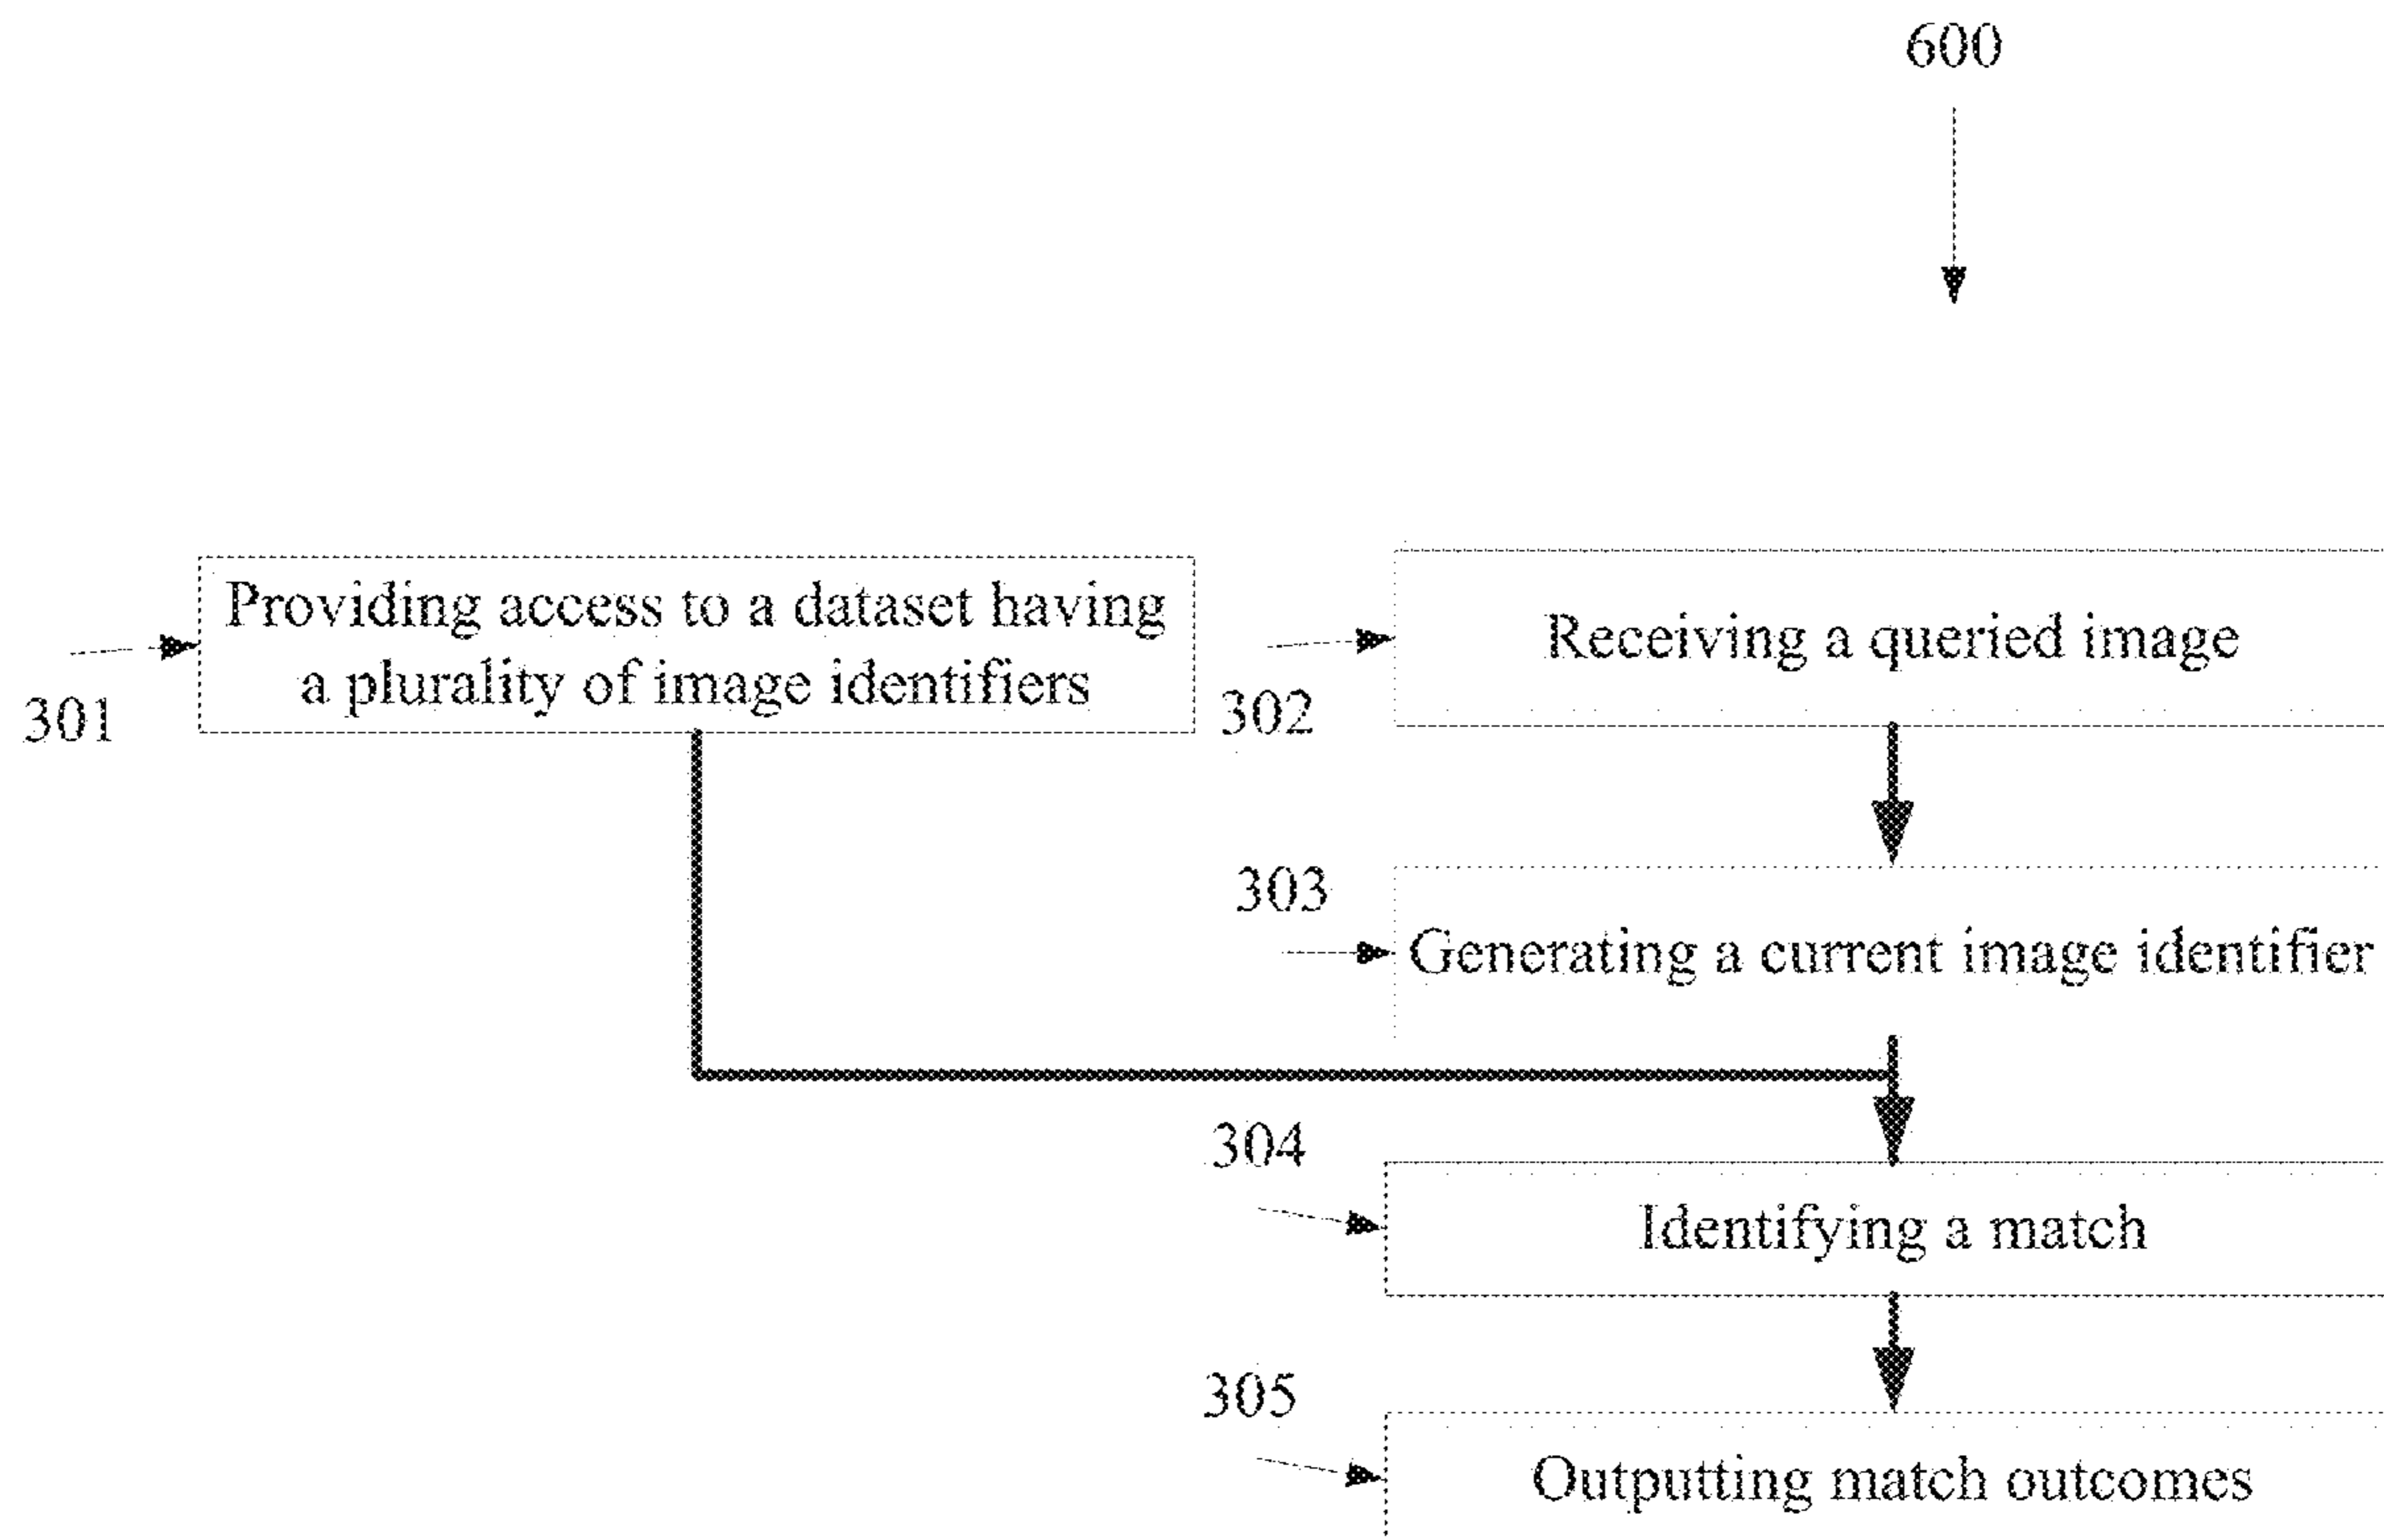 600
Providing access to a dataset having
a plurality of image identifiers
301
Receiving a queried image
302
303
Generating a current image identifier
304
Identifying a match
305
Outputting match outcomes